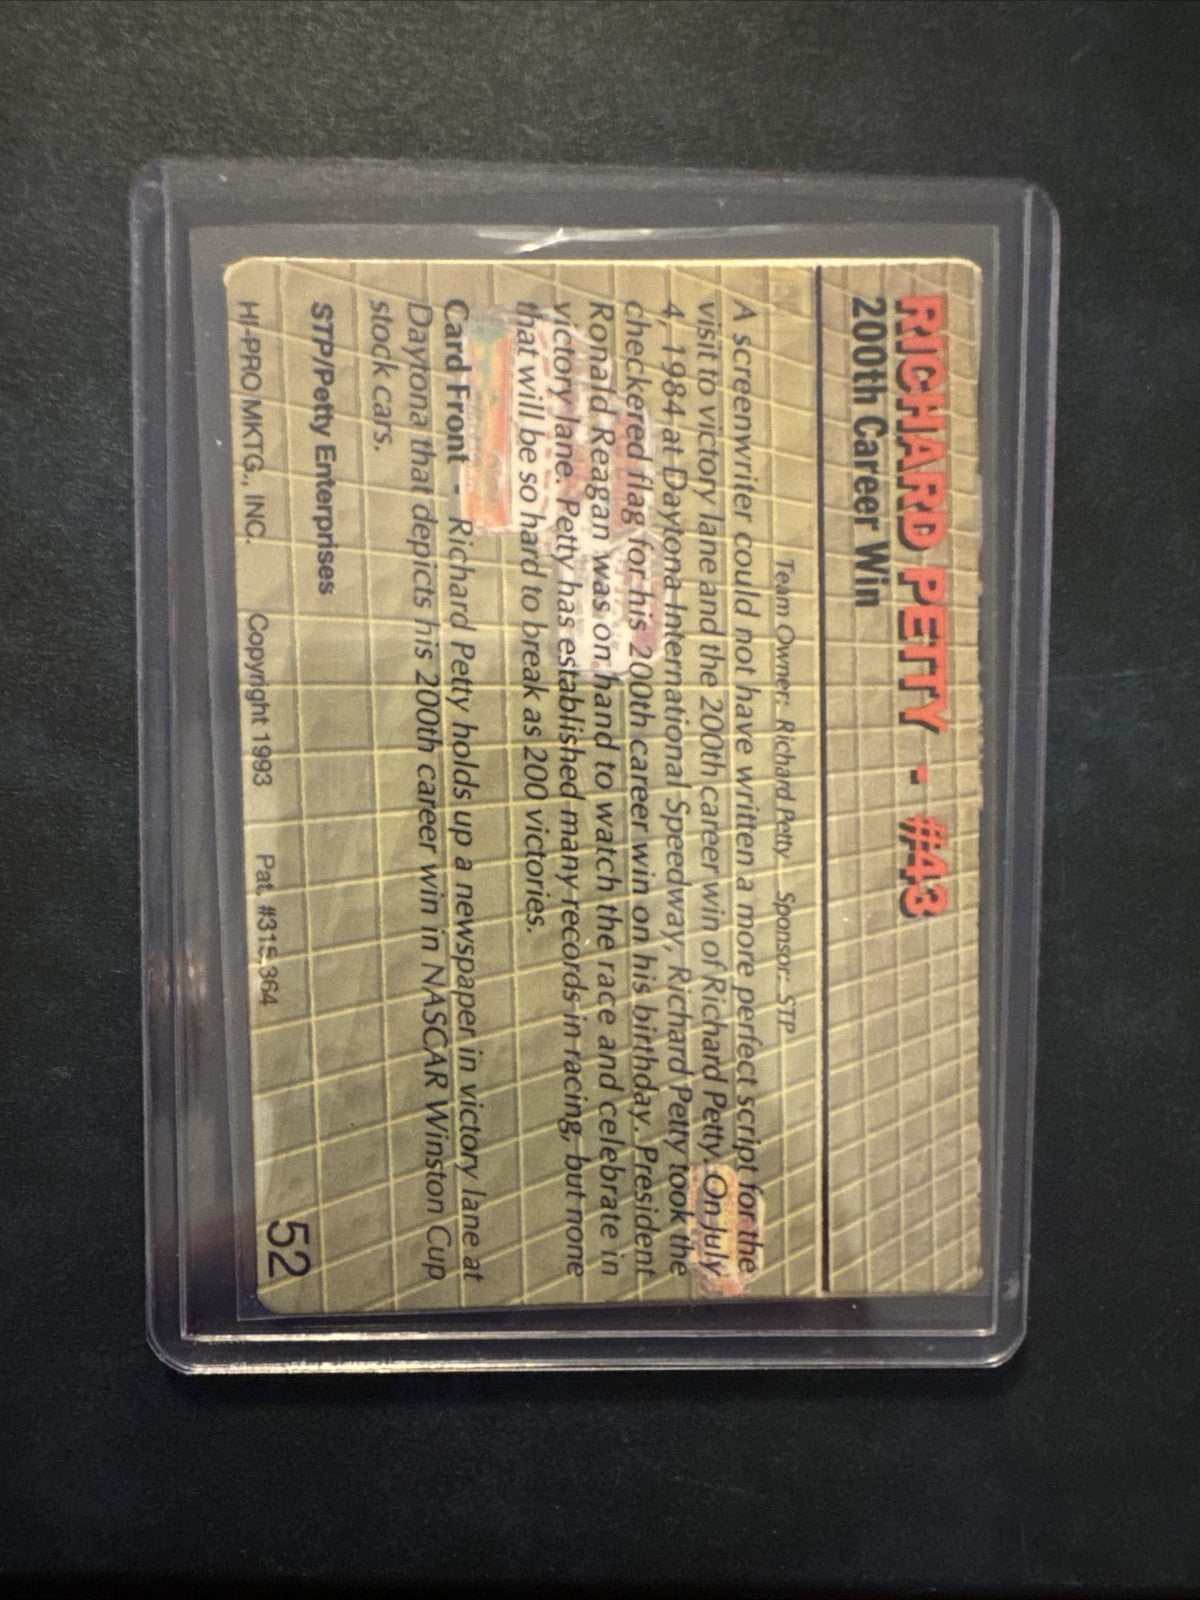 RICHARD PETTY - #43
200th Career Win
Team Owner: Richard Petty Sponsor: STP
A screenwriter could not have written a more perfect script for the
visit to victory lane and the 200th career win of Richard Petty. On July
4, 1984 at Daytona International Speedway, Richard Petty took the
checkered flag for his 200th career win on his birthday. President
Ronald Reagan was on hand to watch the race and celebrate in
victory lane. Petty has established many records in racing, but none
that will be so hard to break as 200 victories.
Card Front - Richard Petty holds up a newspaper in victory lane at
Daytona that depicts his 200th career win in NASCAR Winston Cup
stock cars.
STP/Petty Enterprises
HI-PRO MKTG., INC. Copyright 1993 Pat. #315,364
52